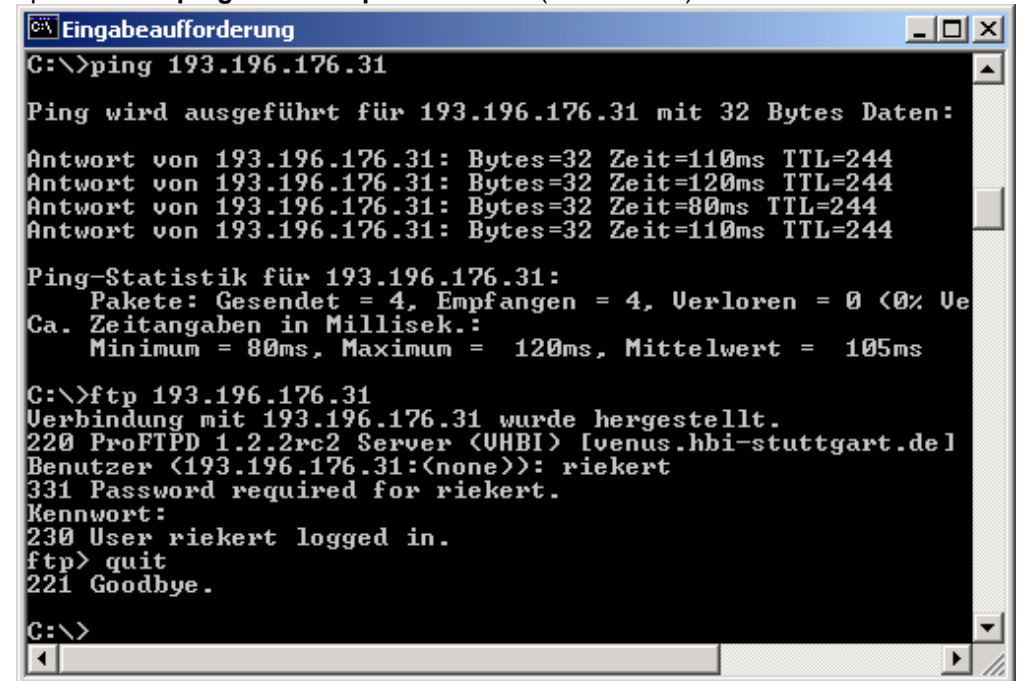 Eingabeaufforderung
C:\>ping 193.196.176.31
Ping wird ausgeführt für 193.196.176.31 mit 32 Bytes Daten:
Antwort von 193.196.176.31: Bytes=32 Zeit=110ms TTL=244
Antwort von 193.196.176.31: Bytes=32 Zeit=120ms TTL=244
Antwort von 193.196.176.31: Bytes=32 Zeit=80ms TTL=244
Antwort von 193.196.176.31: Bytes=32 Zeit=110ms TTL=244
Ping-Statistik für 193.196.176.31:
Pakete: Gesendet = 4, Empfangen = 4, Verloren = 0 (0% Ve
Ca. Zeitangaben in Millisek.:
Minimum = 80ms, Maximum =  120ms, Mittelwert =  105ms
C:\>ftp 193.196.176.31
Verbindung mit 193.196.176.31 wurde hergestellt.
220 ProFTPD 1.2.2rc2 Server (VHBI) [venus.hbi-stuttgart.de]
Benutzer (193.196.176.31:(none)): riekert
331 Password required for riekert.
Kennwort:
230 User riekert logged in.
ftp> quit
221 Goodbye.
C:\>